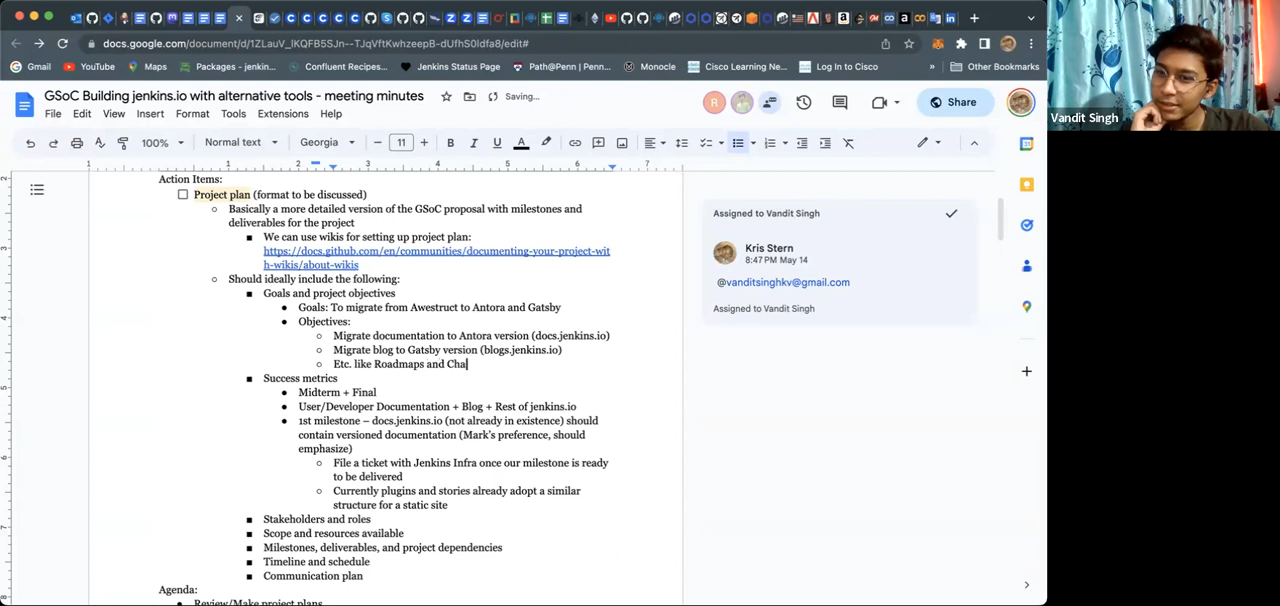 docs.google.com/document/d/1ZLauV_lKQFB5SJn--TJqVftKwhzeepB-dUfhS0ldfa8/edit#
Gmail YouTube Maps Packages - jenkin... Confluent Recipes... Jenkins Status Page Path@Penn | Penn... Monocle Cisco Learning Ne... Log In to Cisco » Other Bookmarks
GSoC Building jenkins.io with alternative tools - meeting minutes Saving...
File Edit View Insert Format Tools Extensions Help
R
Share
100% Normal text Georgia 11 B I U A
1 1 2 3 4 5 6 7
Action Items:
Project plan (format to be discussed)
Basically a more detailed version of the GSoC proposal with milestones and
deliverables for the project
We can use wikis for setting up project plan:
https://docs.github.com/en/communities/documenting-your-project-wit
h-wikis/about-wikis
Should ideally include the following:
Goals and project objectives
Goals: To migrate from Awestruct to Antora and Gatsby
Objectives:
Migrate documentation to Antora version (docs.jenkins.io)
Migrate blog to Gatsby version (blogs.jenkins.io)
Etc. like Roadmaps and Cha
Success metrics
Midterm + Final
User/Developer Documentation + Blog + Rest of jenkins.io
1st milestone – docs.jenkins.io (not already in existence) should
contain versioned documentation (Mark's preference, should
emphasize)
File a ticket with Jenkins Infra once our milestone is ready
to be delivered
Currently plugins and stories already adopt a similar
structure for a static site
Stakeholders and roles
Scope and resources available
Milestones, deliverables, and project dependencies
Timeline and schedule
Communication plan
Agenda:
Review/Make project plans
Assigned to Vandit Singh
Kris Stern
8:47 PM May 14
@vanditsinghkv@gmail.com
Assigned to Vandit Singh
Vandit Singh